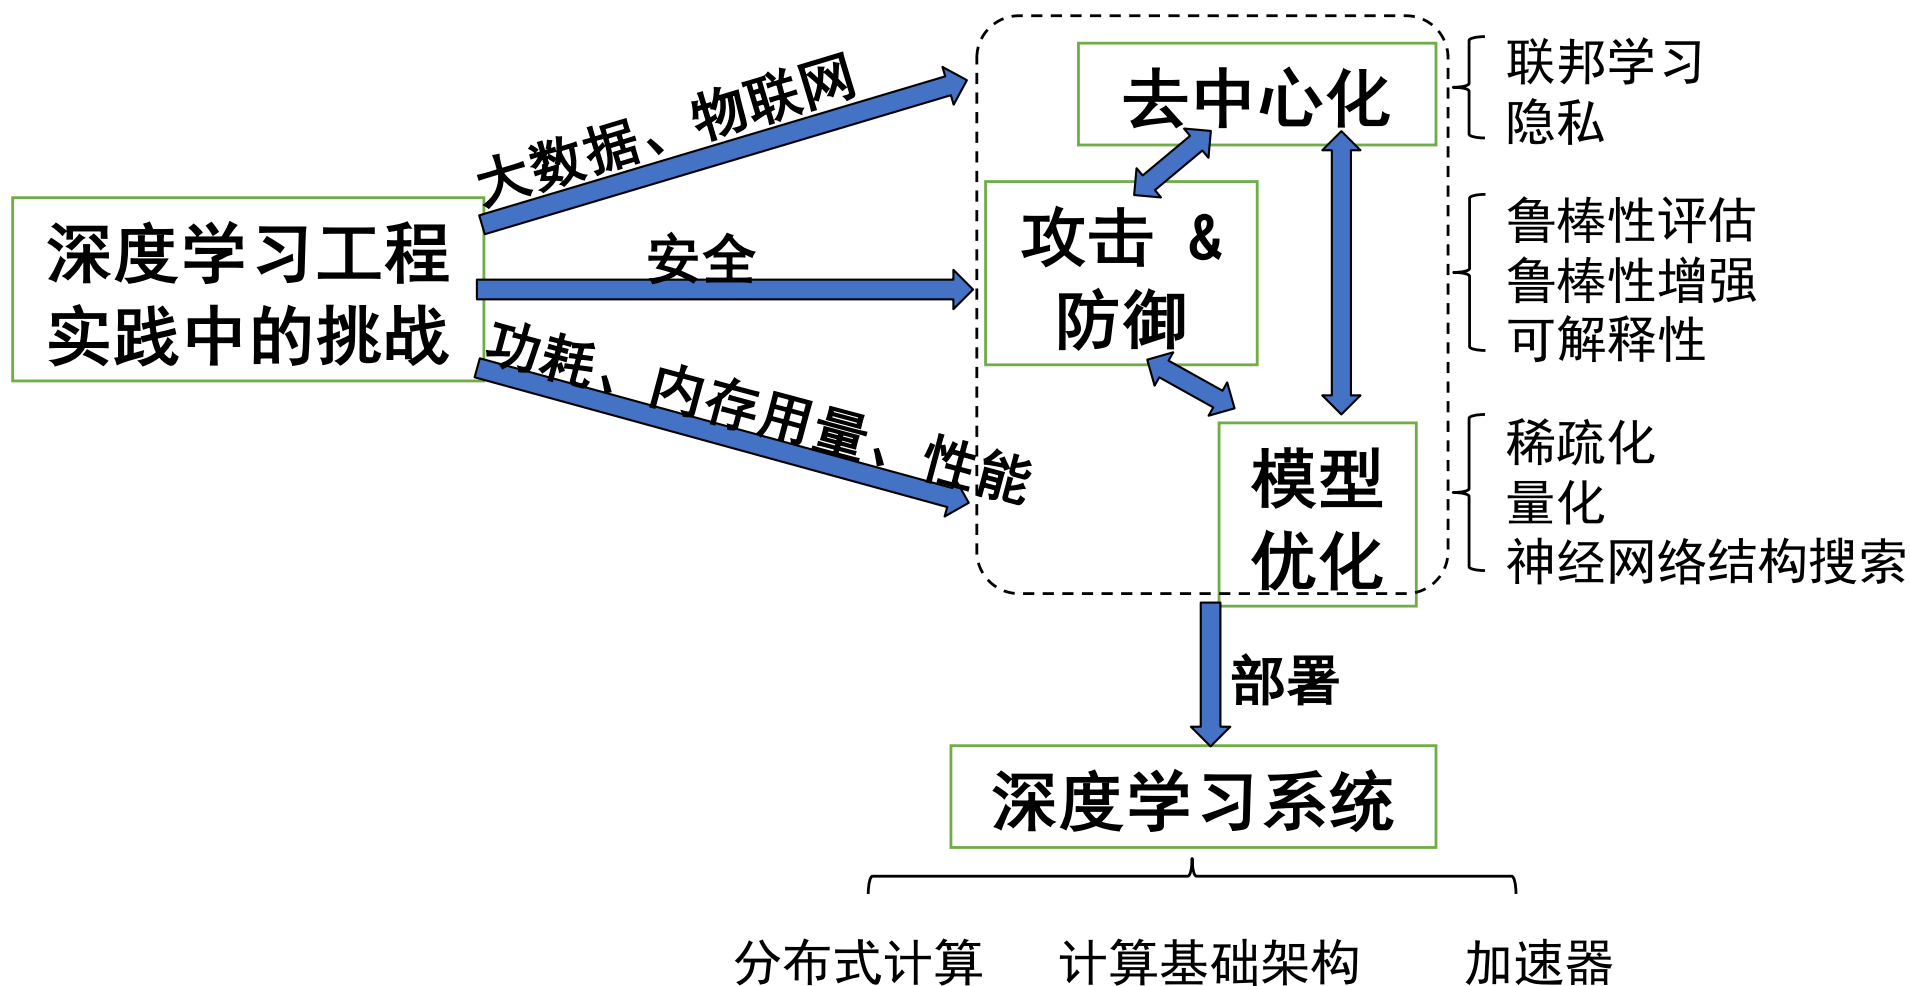 深度学习工程
实践中的挑战
大数据、物联网
安全
功耗、内存用量、性能
去中心化
攻击 &
防御
模型
优化
联邦学习
隐私
鲁棒性评估
鲁棒性增强
可解释性
稀疏化
量化
神经网络结构搜索
部署
深度学习系统
分布式计算
计算基础架构
加速器